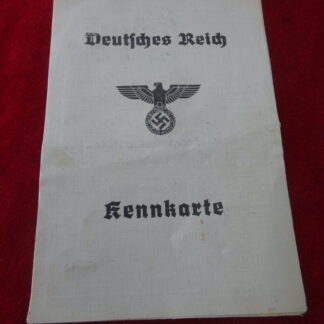 Deutſches Reich
Kennkarte